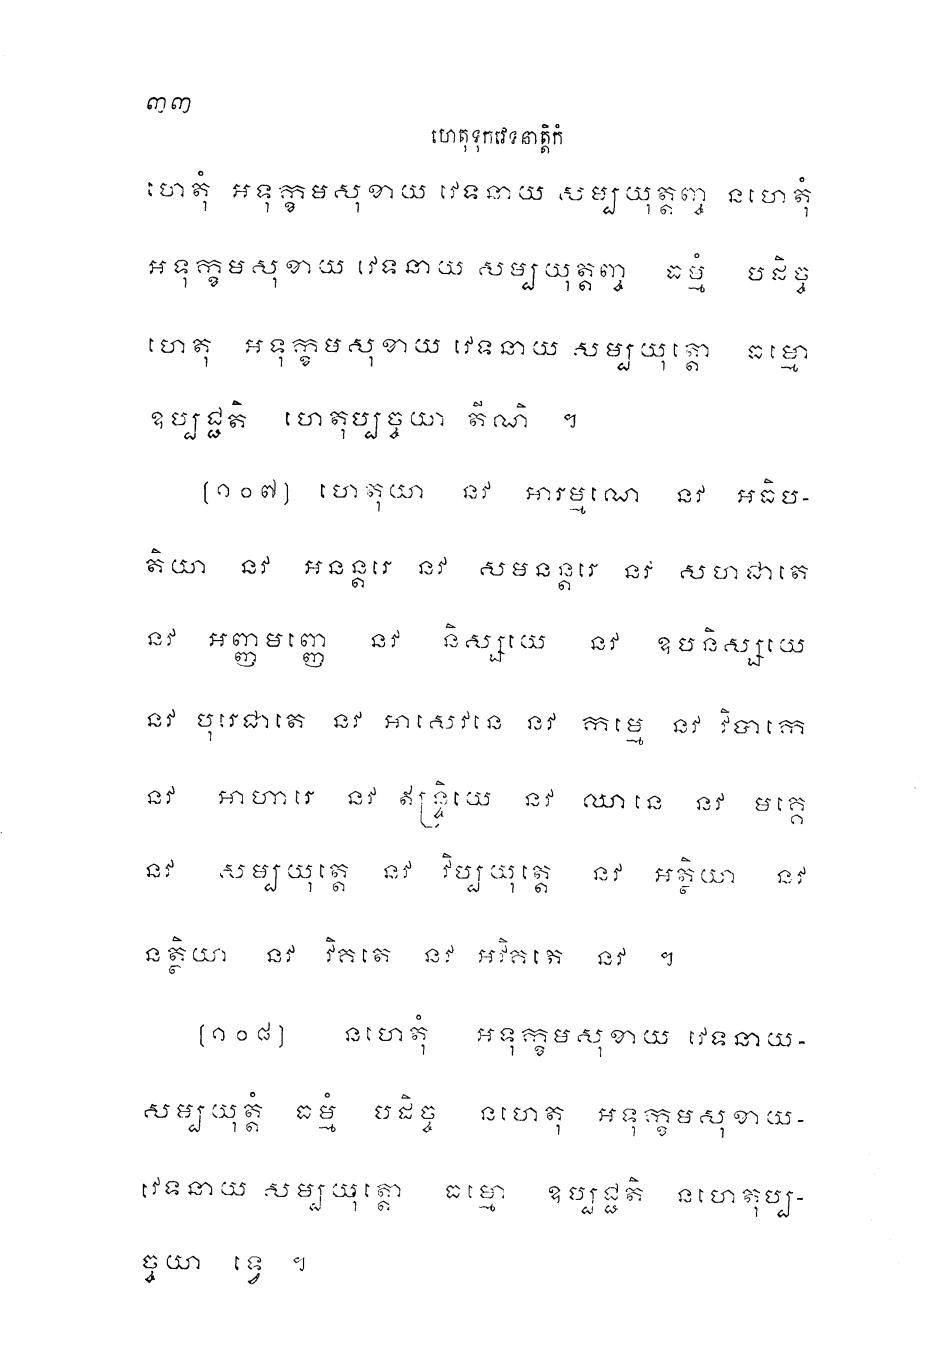 ៣៣
ហេតុទុកវេទនាត្តិកំ
ហេតុំ អទុក្ខមសុខាយ វេទនាយ សម្បយុត្តញ្ច នហេតុំ
អទុក្ខមសុខាយ វេទនាយ សម្បយុត្តញ្ច ធម្មំ បដិច្ច
ហេតុ អទុក្ខមសុខាយ វេទនាយ សម្បយុត្តោ ធម្មោ
ឧប្បជ្ជតិ ហេតុប្បច្ចយា តីណិ ។
(១០៧) ហេតុយា នវ អារម្មណេ នវ អធិប-
តិយា នវ អនន្តរេ នវ សមនន្តរេ នវ សហជាតេ
នវ អញ្ញមញ្ញេ នវ និស្សយេ នវ ឧបនិស្សយេ
នវ បុរេជាតេ នវ អាសេវនេ នវ កម្មេ នវ វិបាកេ
នវ អាហារេ នវ ឥន្ទ្រិយេ នវ ឈានេ នវ មគ្គេ
នវ សម្បយុត្តេ នវ វិប្បយុត្តេ នវ អត្ថិយា នវ
នត្ថិយា នវ វិគតេ នវ អវិគតេ នវ ។
(១០៨) នហេតុំ អទុក្ខមសុខាយ វេទនាយ-
សម្បយុត្តំ ធម្មំ បដិច្ច នហេតុ អទុក្ខមសុខាយ-
វេទនាយ សម្បយុត្តោ ធម្មោ ឧប្បជ្ជតិ នហេតុប្ប-
ច្ចយា ទ្វេ ។